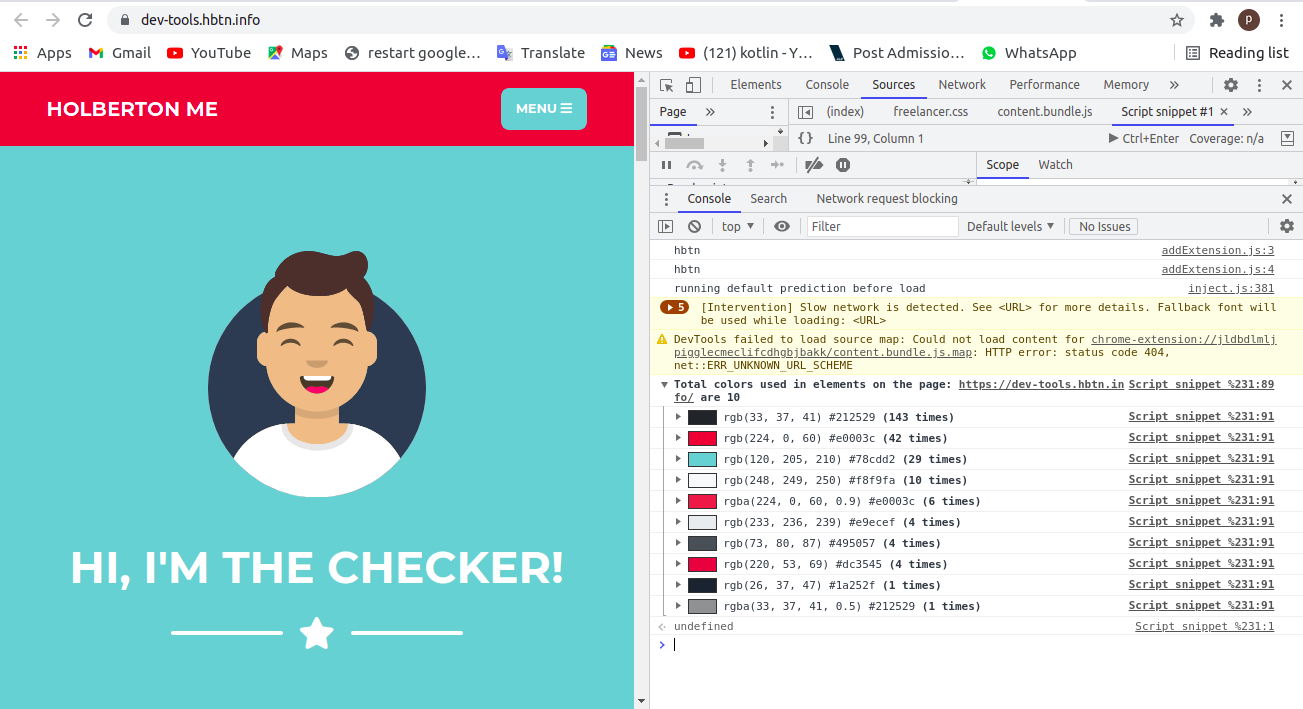 dev-tools.hbtn.info
p
Apps Gmail YouTube Maps restart google… Translate News (121) kotlin - Y… Post Admissio… WhatsApp Reading list
HOLBERTON ME
MENU
HI, I'M THE CHECKER!
Elements Console Sources Network Performance Memory »
Page » (index) freelancer.css content.bundle.js Script snippet #1 × »
{} Line 99, Column 1 Ctrl+Enter Coverage: n/a
Scope Watch
Console Search Network request blocking
top Filter Default levels No Issues
hbtn addExtension.js:3
hbtn addExtension.js:4
running default prediction before load inject.js:381
5 [Intervention] Slow network is detected. See <URL> for more details. Fallback font will
be used while loading: <URL>
DevTools failed to load source map: Could not load content for chrome-extension://jldbdlmlj
pigglecmeclifcdhgbjbakk/content.bundle.js.map: HTTP error: status code 404,
net::ERR_UNKNOWN_URL_SCHEME
Total colors used in elements on the page: https://dev-tools.hbtn.in Script snippet %231:89
fo/ are 10
rgb(33, 37, 41) #212529 (143 times) Script snippet %231:91
rgb(224, 0, 60) #e0003c (42 times) Script snippet %231:91
rgb(120, 205, 210) #78cdd2 (29 times) Script snippet %231:91
rgb(248, 249, 250) #f8f9fa (10 times) Script snippet %231:91
rgba(224, 0, 60, 0.9) #e0003c (6 times) Script snippet %231:91
rgb(233, 236, 239) #e9ecef (4 times) Script snippet %231:91
rgb(73, 80, 87) #495057 (4 times) Script snippet %231:91
rgb(220, 53, 69) #dc3545 (4 times) Script snippet %231:91
rgb(26, 37, 47) #1a252f (1 times) Script snippet %231:91
rgba(33, 37, 41, 0.5) #212529 (1 times) Script snippet %231:91
undefined Script snippet %231:1